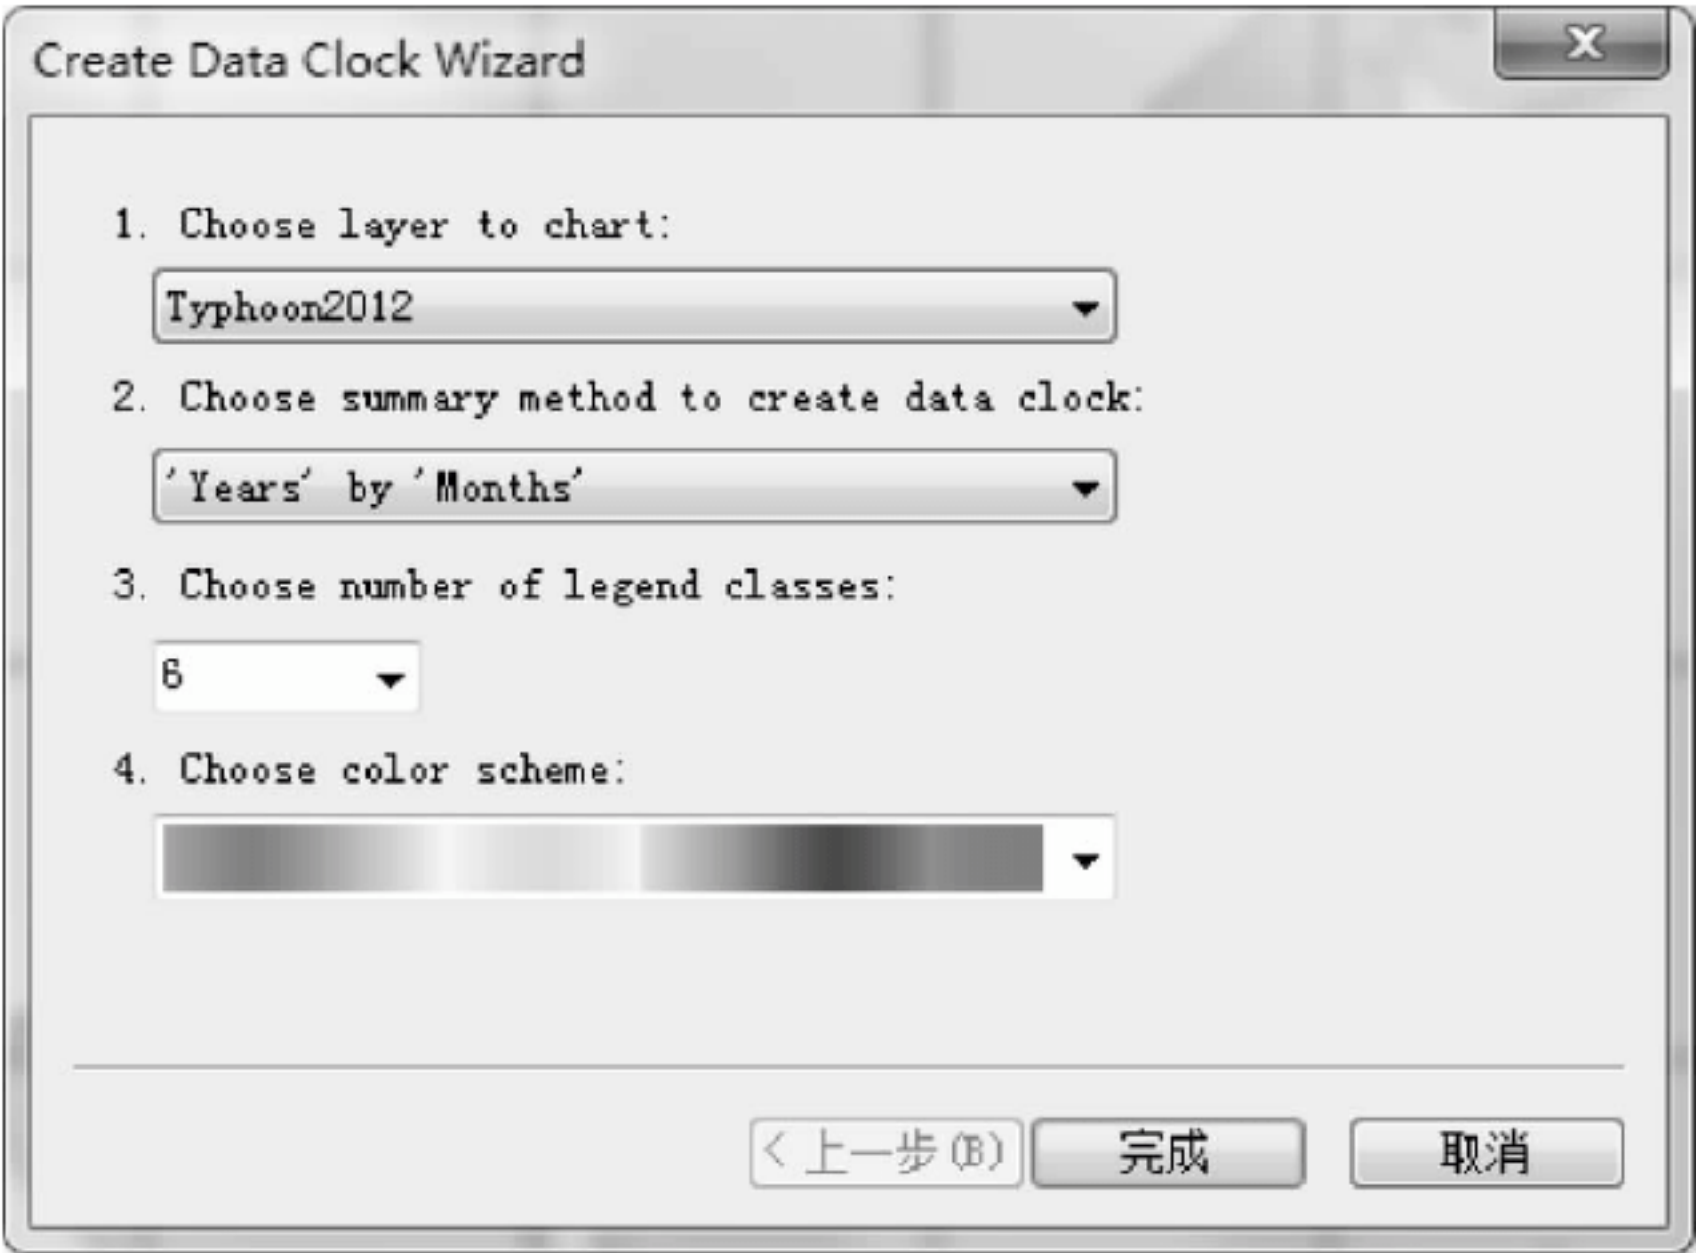 Create Data Clock Wizard
1. Choose layer to chart:
Typhoon2012
2. Choose summary method to create data clock:
'Years' by 'Months'
3. Choose number of legend classes:
6
4. Choose color scheme:
< 上一步(B) 完成 取消